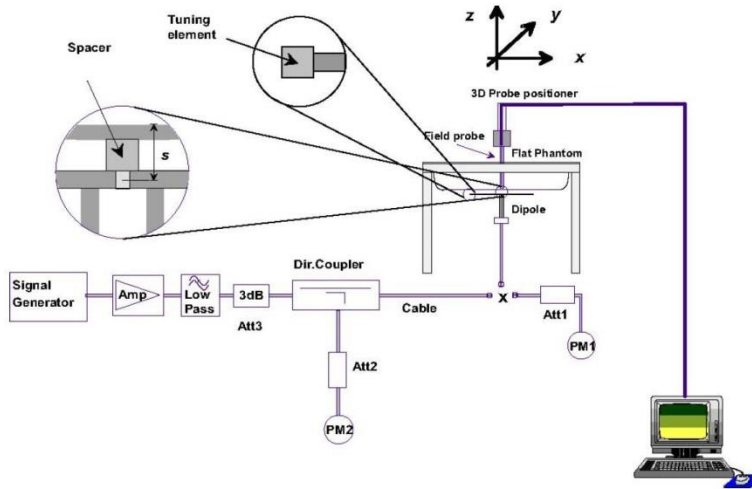 Tuning
element
Spacer
s
z
y
x
3D Probe positioner
Field probe
Flat Phantom
Dipole
Signal
Generator
Amp
Low
Pass
3dB
Att3
Dir.Coupler
Cable
x
Att1
PM1
Att2
PM2